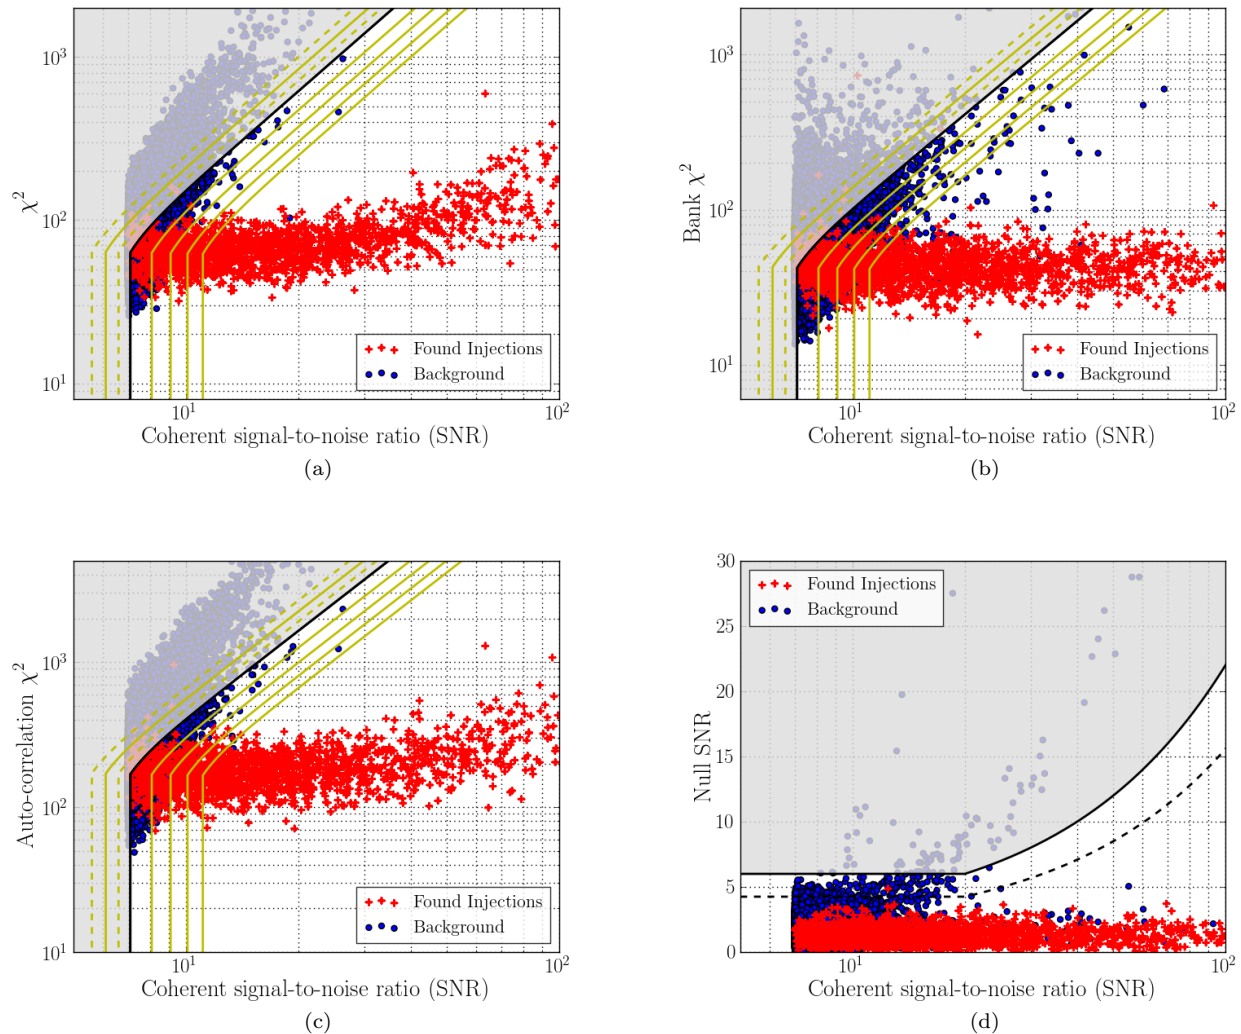 10³
10²
10¹
χ²
Found Injections
Background
10¹
10²
Coherent signal-to-noise ratio (SNR)
(a)
10³
10²
10¹
Bank χ²
Found Injections
Background
10¹
10²
Coherent signal-to-noise ratio (SNR)
(b)
10³
10²
10¹
Auto-correlation χ²
Found Injections
Background
10¹
10²
Coherent signal-to-noise ratio (SNR)
(c)
30
25
20
15
10
5
0
Null SNR
Found Injections
Background
10¹
10²
Coherent signal-to-noise ratio (SNR)
(d)